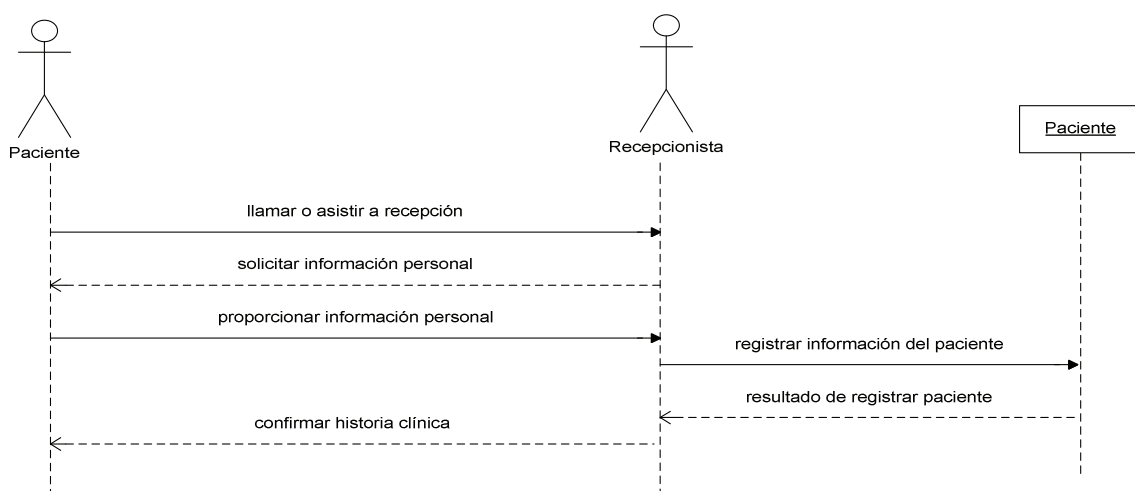 Paciente
Recepcionista
Paciente
llamar o asistir a recepción
solicitar información personal
proporcionar información personal
registrar información del paciente
resultado de registrar paciente
confirmar historia clínica